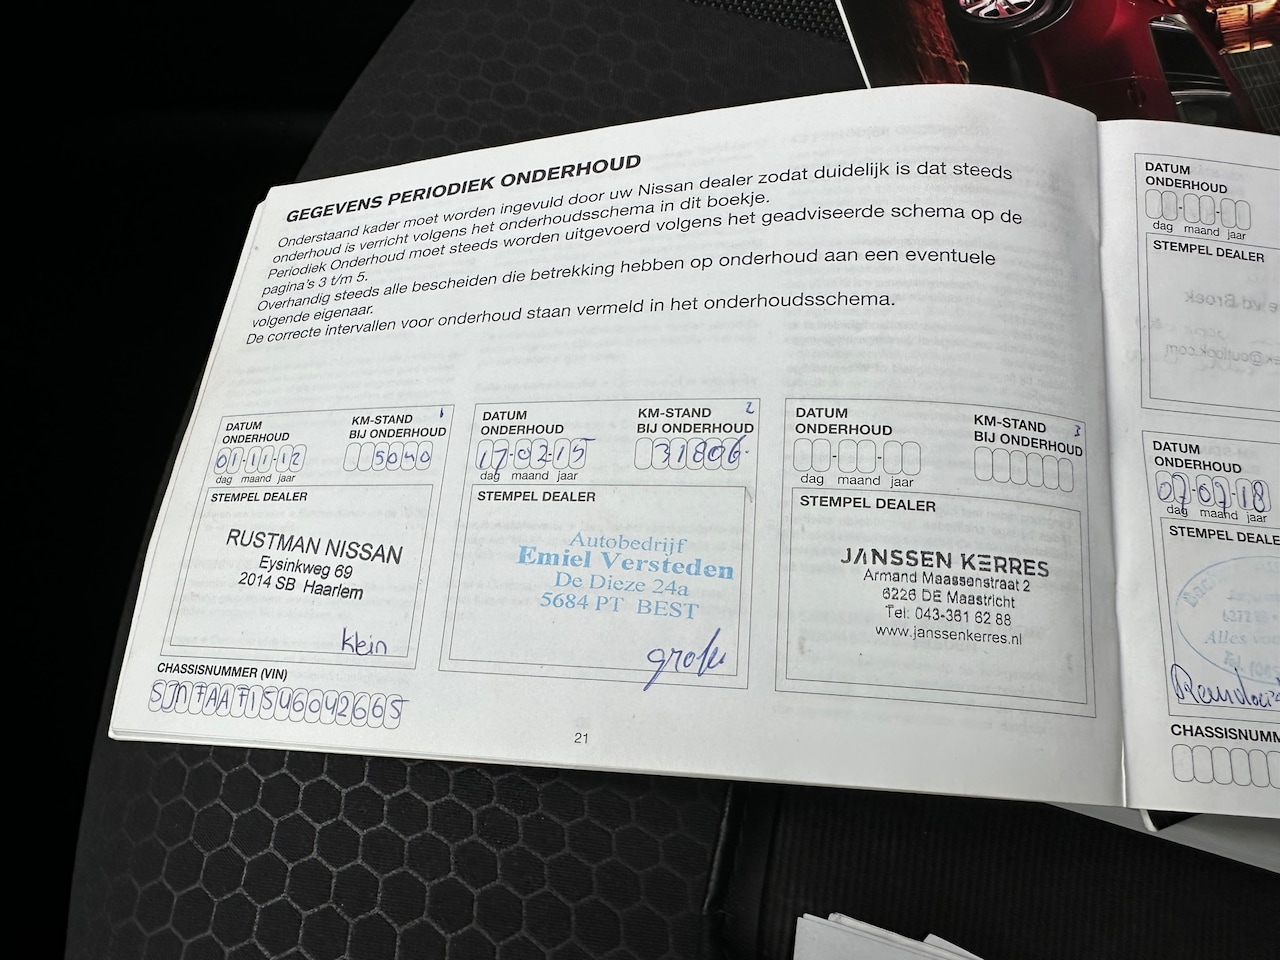 GEGEVENS PERIODIEK ONDERHOUD
Onderstaand kader moet worden ingevuld door uw Nissan dealer zodat duidelijk is dat steeds
onderhoud is verricht volgens het onderhoudsschema in dit boekje.
Periodiek Onderhoud moet steeds worden uitgevoerd volgens het geadviseerde schema op de
pagina's 3 t/m 5.
Overhandig steeds alle bescheiden die betrekking hebben op onderhoud aan een eventuele
volgende eigenaar.
De correcte intervallen voor onderhoud staan vermeld in het onderhoudsschema.
1
DATUM ONDERHOUD
KM-STAND BIJ ONDERHOUD
01-11-12
5040
dag maand jaar
STEMPEL DEALER
RUSTMAN NISSAN
Eysinkweg 69
2014 SB Haarlem
klein
CHASSISNUMMER (VIN)
SJNFAAF15U6042665
2
DATUM ONDERHOUD
KM-STAND BIJ ONDERHOUD
17-02-15
31806
dag maand jaar
STEMPEL DEALER
Autobedrijf
Emiel Versteden
De Dieze 24a
5684 PT BEST
3
DATUM ONDERHOUD
KM-STAND BIJ ONDERHOUD
dag maand jaar
STEMPEL DEALER
JANSSEN KERRES
Armand Maassenstraat 2
6226 DE Maastricht
Tel: 043-361 62 88
www.janssenkerres.nl
21
DATUM
ONDERHOUD
dag maand jaar
STEMPEL DEALER
DATUM
ONDERHOUD
07-07-18
dag maand jaar
STEMPEL DEALE
Alles vo
CHASSISNUMM